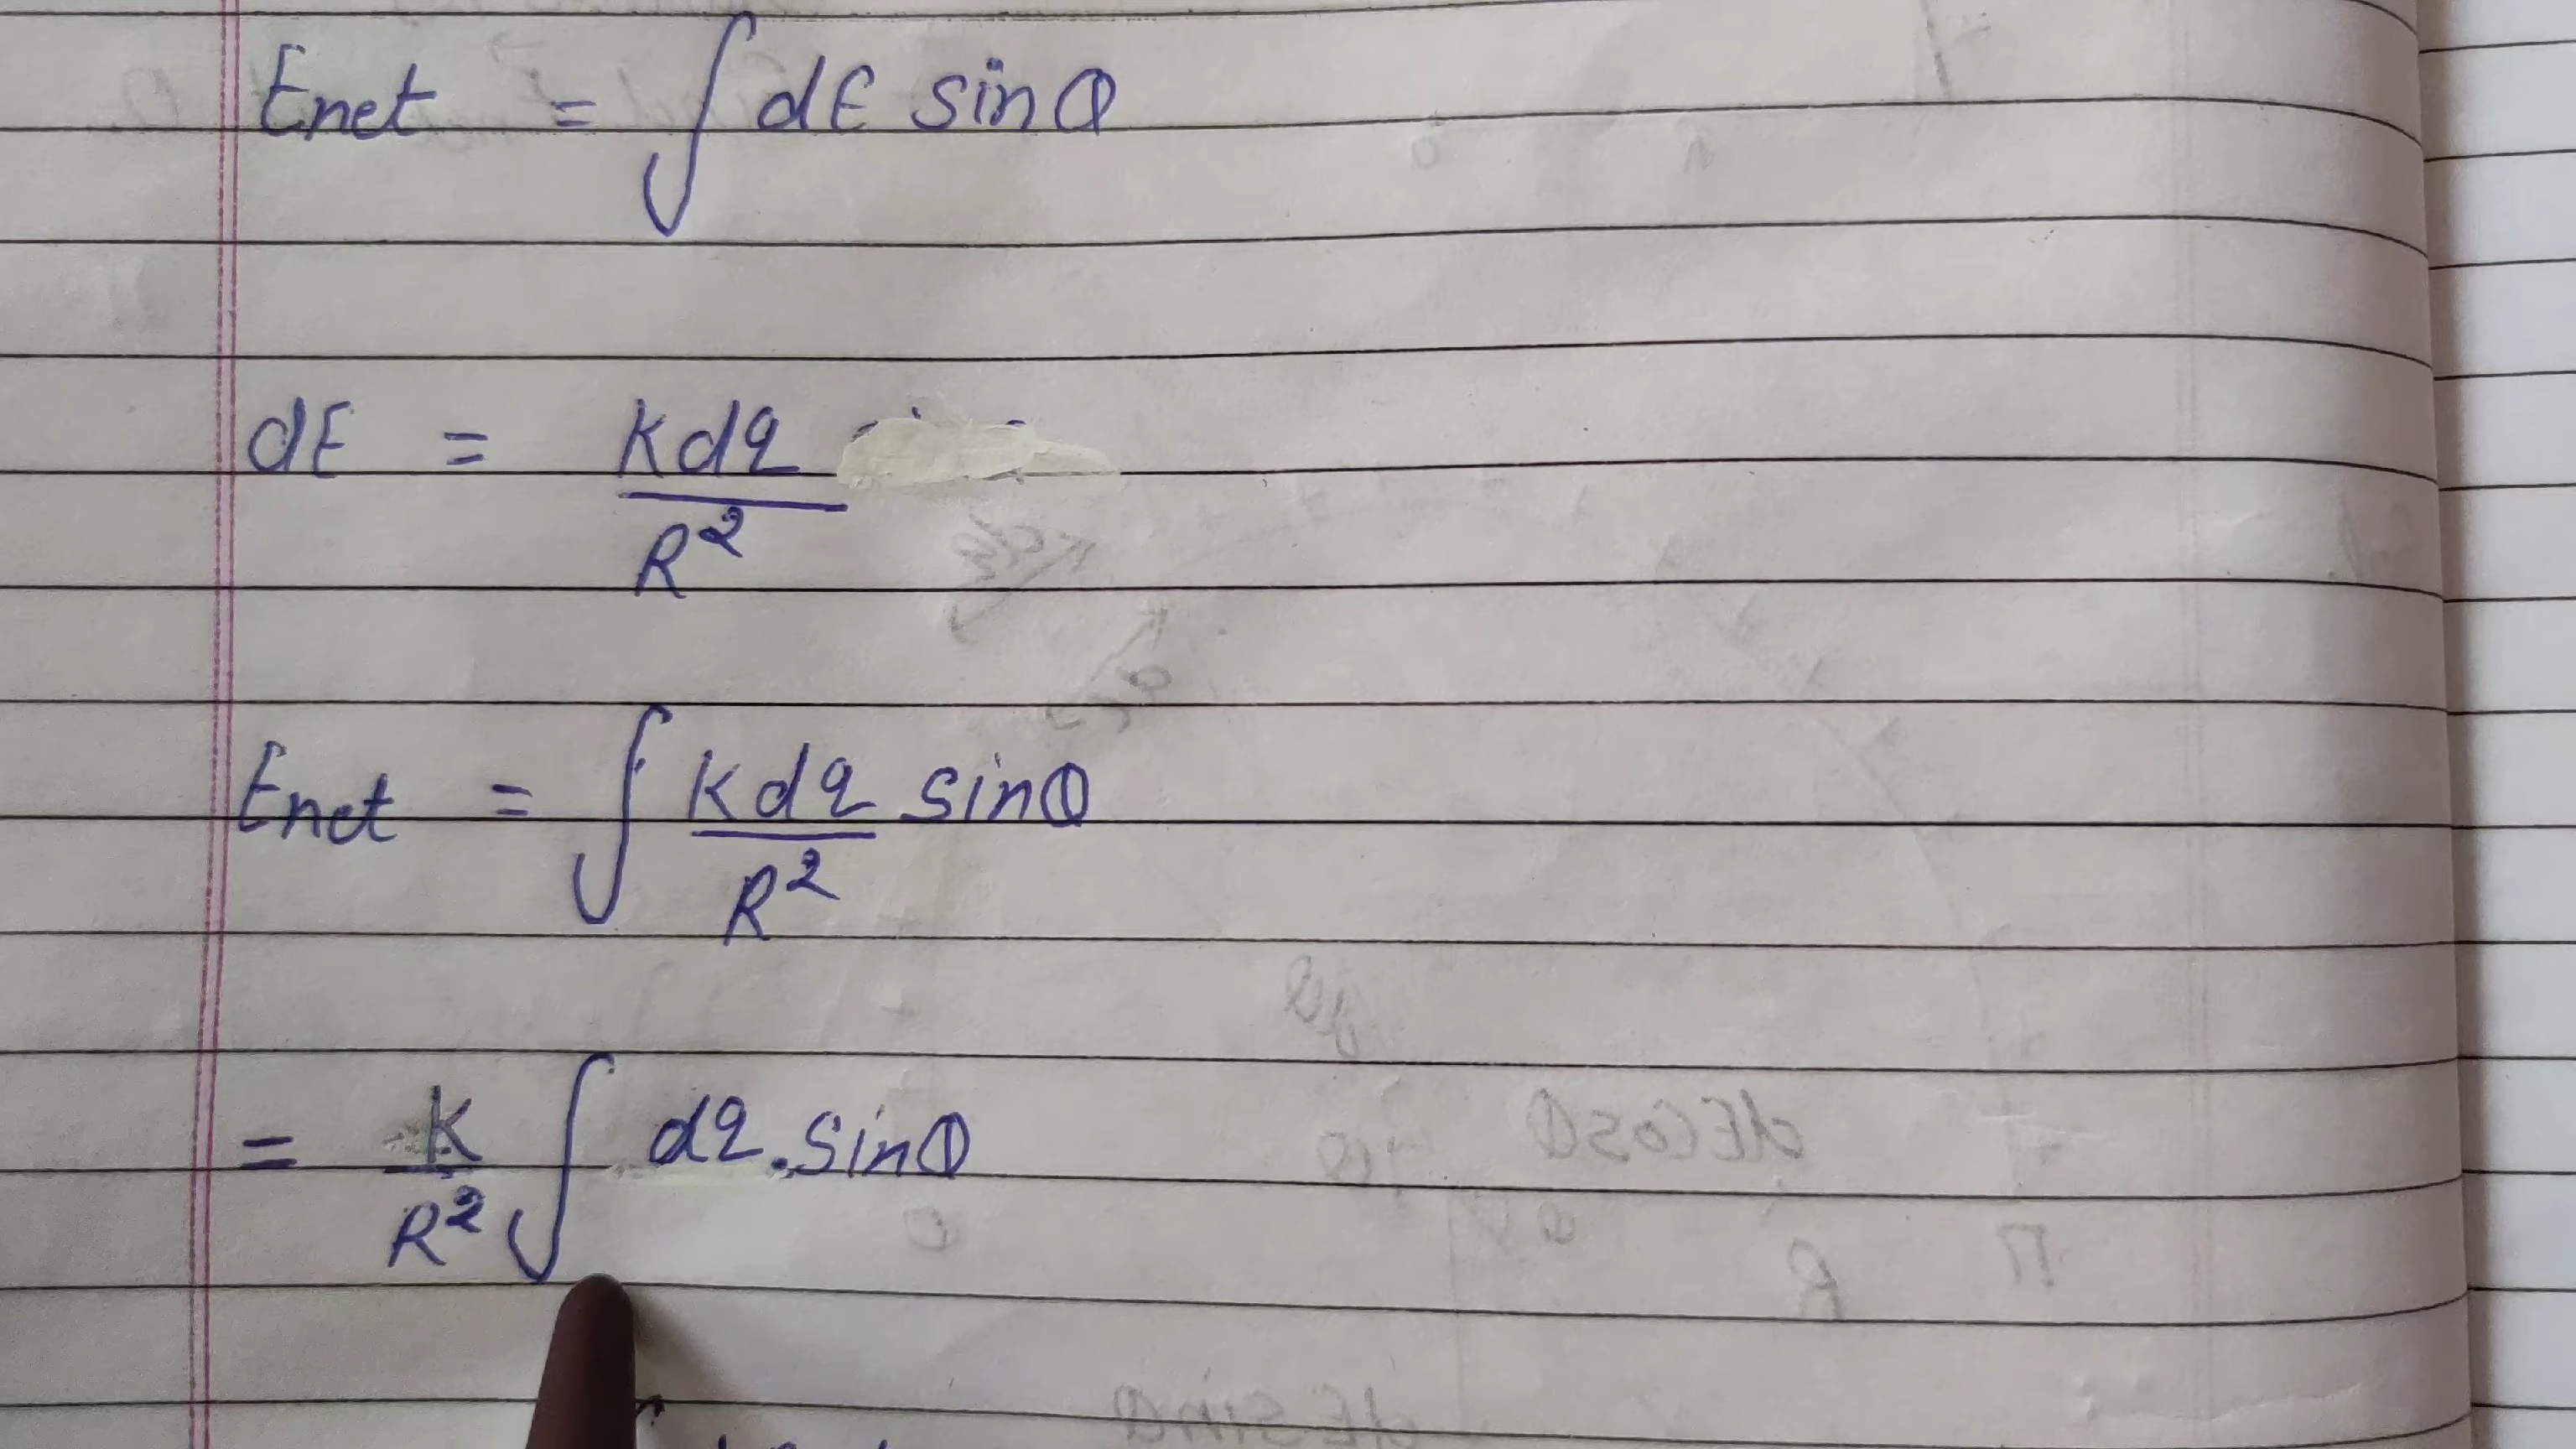 Enet = ∫ dE sinθ
dE = Kdq / R²
Enet = ∫ Kdq / R² sinθ
= K / R² ∫ dq . sinθ